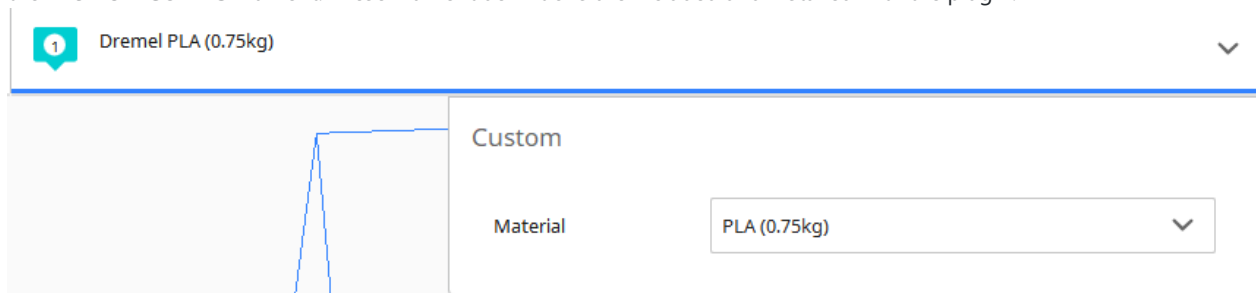 1
Dremel PLA (0.75kg)
Custom
Material
PLA (0.75kg)